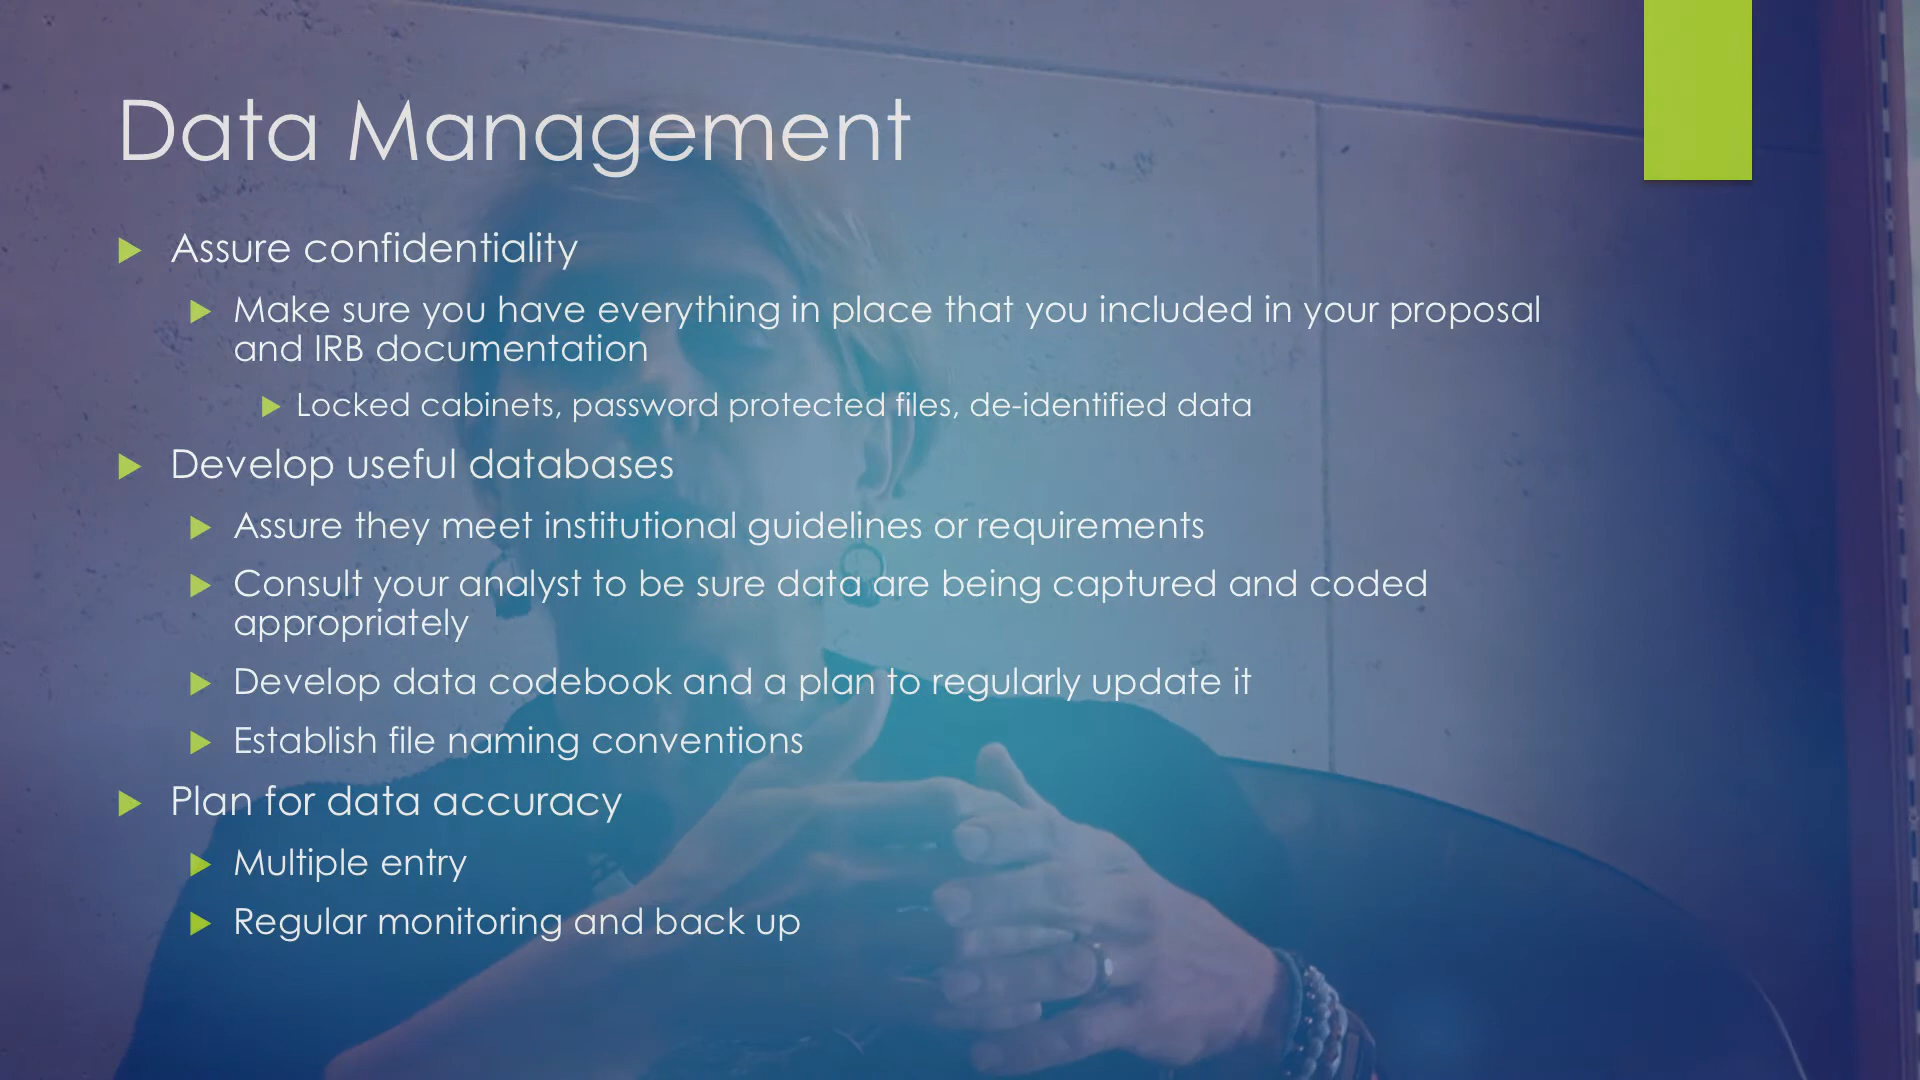 Data Management
Assure confidentiality
Make sure you have everything in place that you included in your proposal
and IRB documentation
Locked cabinets, password protected files, de-identified data
Develop useful databases
Assure they meet institutional guidelines or requirements
Consult your analyst to be sure data are being captured and coded
appropriately
Develop data codebook and a plan to regularly update it
Establish file naming conventions
Plan for data accuracy
Multiple entry
Regular monitoring and back up